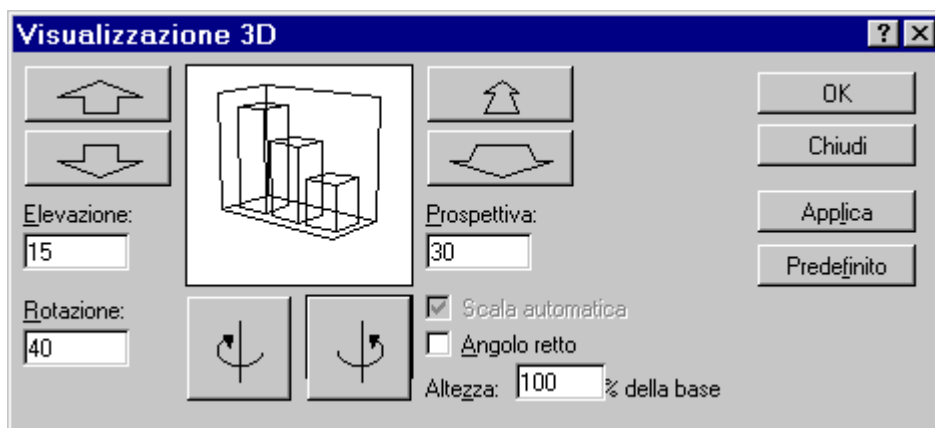 Visualizzazione 3D
OK
Chiudi
Elevazione:
15
Prospettiva:
30
Applica
Predefinito
Rotazione:
40
Scala automatica
Angolo retto
Altezza: 100 % della base